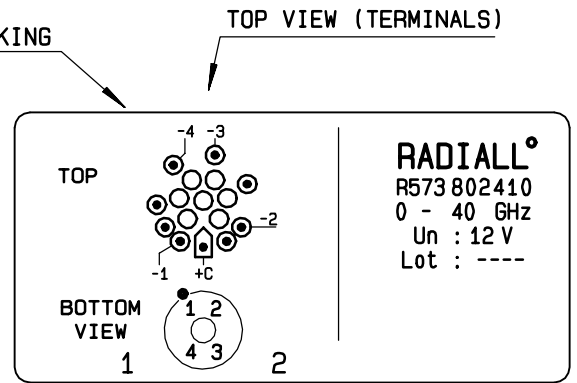 TOP VIEW (TERMINALS)
KING
-4 -3
TOP
-2
-1 +C
BOTTOM
VIEW
1 2
4 3
1 2
RADIALL°
R573 802410
0 - 40 GHz
Un : 12 V
Lot : ----